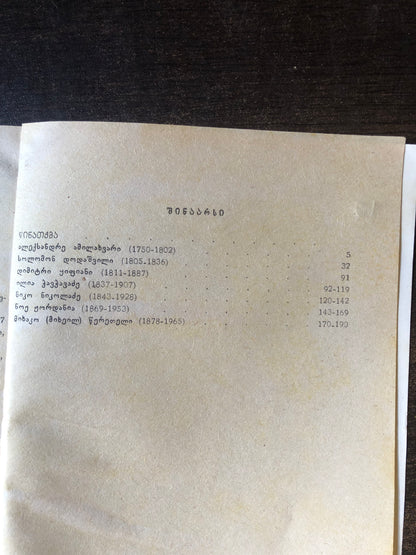 შინაარსი
წინათქმა
ალექსანდრე ამილახვარი (1750-1802) 5
სოლომონ დოდაშვილი (1805-1836) 32
დიმიტრი ყიფიანი (1811-1887) 91
ილია ჭავჭავაძე (1837-1907) 92-119
ნიკო ნიკოლაძე (1843-1928) 120-142
ნოე ჟორდანია (1869-1953) 143-169
მიხაკო (მიხეილ) წერეთელი (1878-1965) 170-190